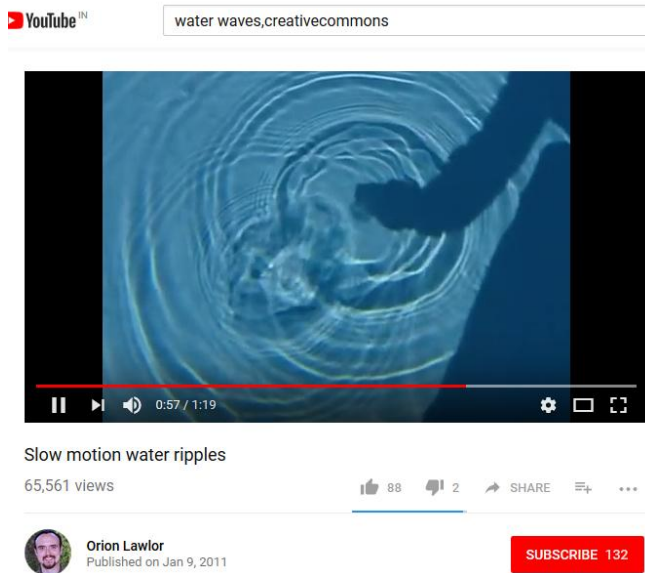 YouTube IN
water waves,creativecommons
0:57 / 1:19
Slow motion water ripples
65,561 views
88 2 SHARE
Orion Lawlor
Published on Jan 9, 2011
SUBSCRIBE 132